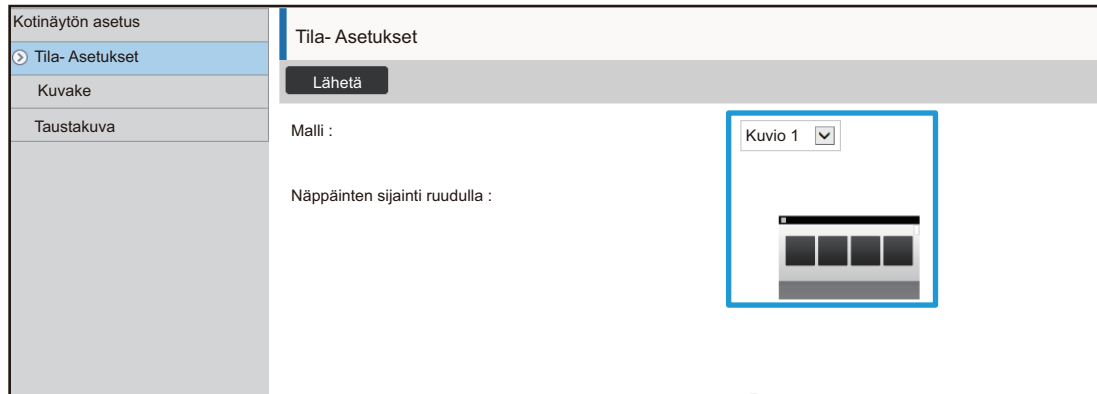 Kotinäytön asetus
Tila- Asetukset
Kuvake
Taustakuva
Tila- Asetukset
Lähetä
Malli :
Kuvio 1
Näppäinten sijainti ruudulla :